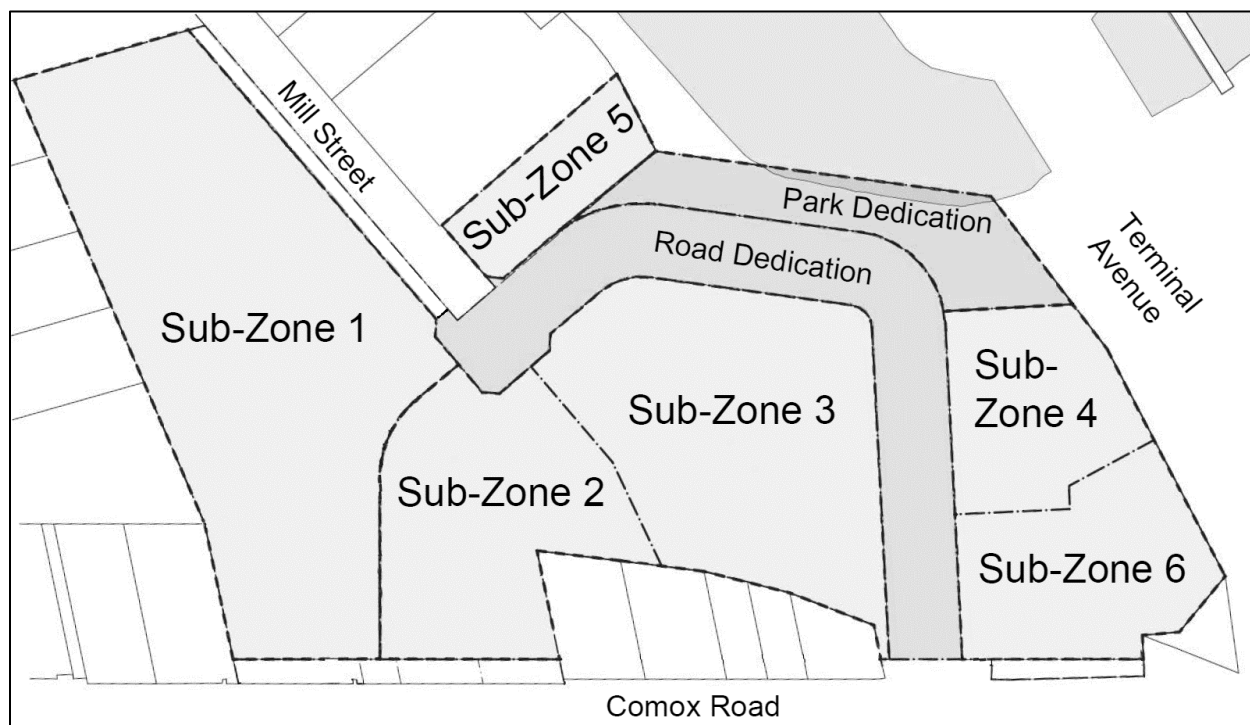 Mill Street
Sub-Zone 5
Park Dedication
Road Dedication
Terminal
Avenue
Sub-Zone 1
Sub-
Zone 4
Sub-Zone 3
Sub-Zone 2
Sub-Zone 6
Comox Road